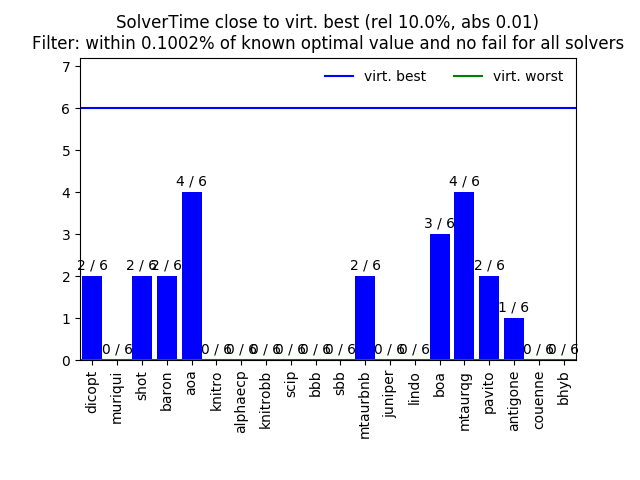 SolverTime close to virt. best (rel 10.0%, abs 0.01)
Filter: within 0.1002% of known optimal value and no fail for all solvers
virt. best
virt. worst
7
6
5
4
3
2
1
0
2 / 6
0 / 6
2 / 6
2 / 6
4 / 6
0 / 6
0 / 6
0 / 6
0 / 6
0 / 6
0 / 6
2 / 6
0 / 6
0 / 6
3 / 6
4 / 6
2 / 6
1 / 6
0 / 6
0 / 6
dicopt
muriqui
shot
baron
aoa
knitro
alphaecp
knitrobb
scip
bbb
sbb
mtaurbnb
juniper
lindo
boa
mtaurqg
pavito
antigone
couenne
bhyb